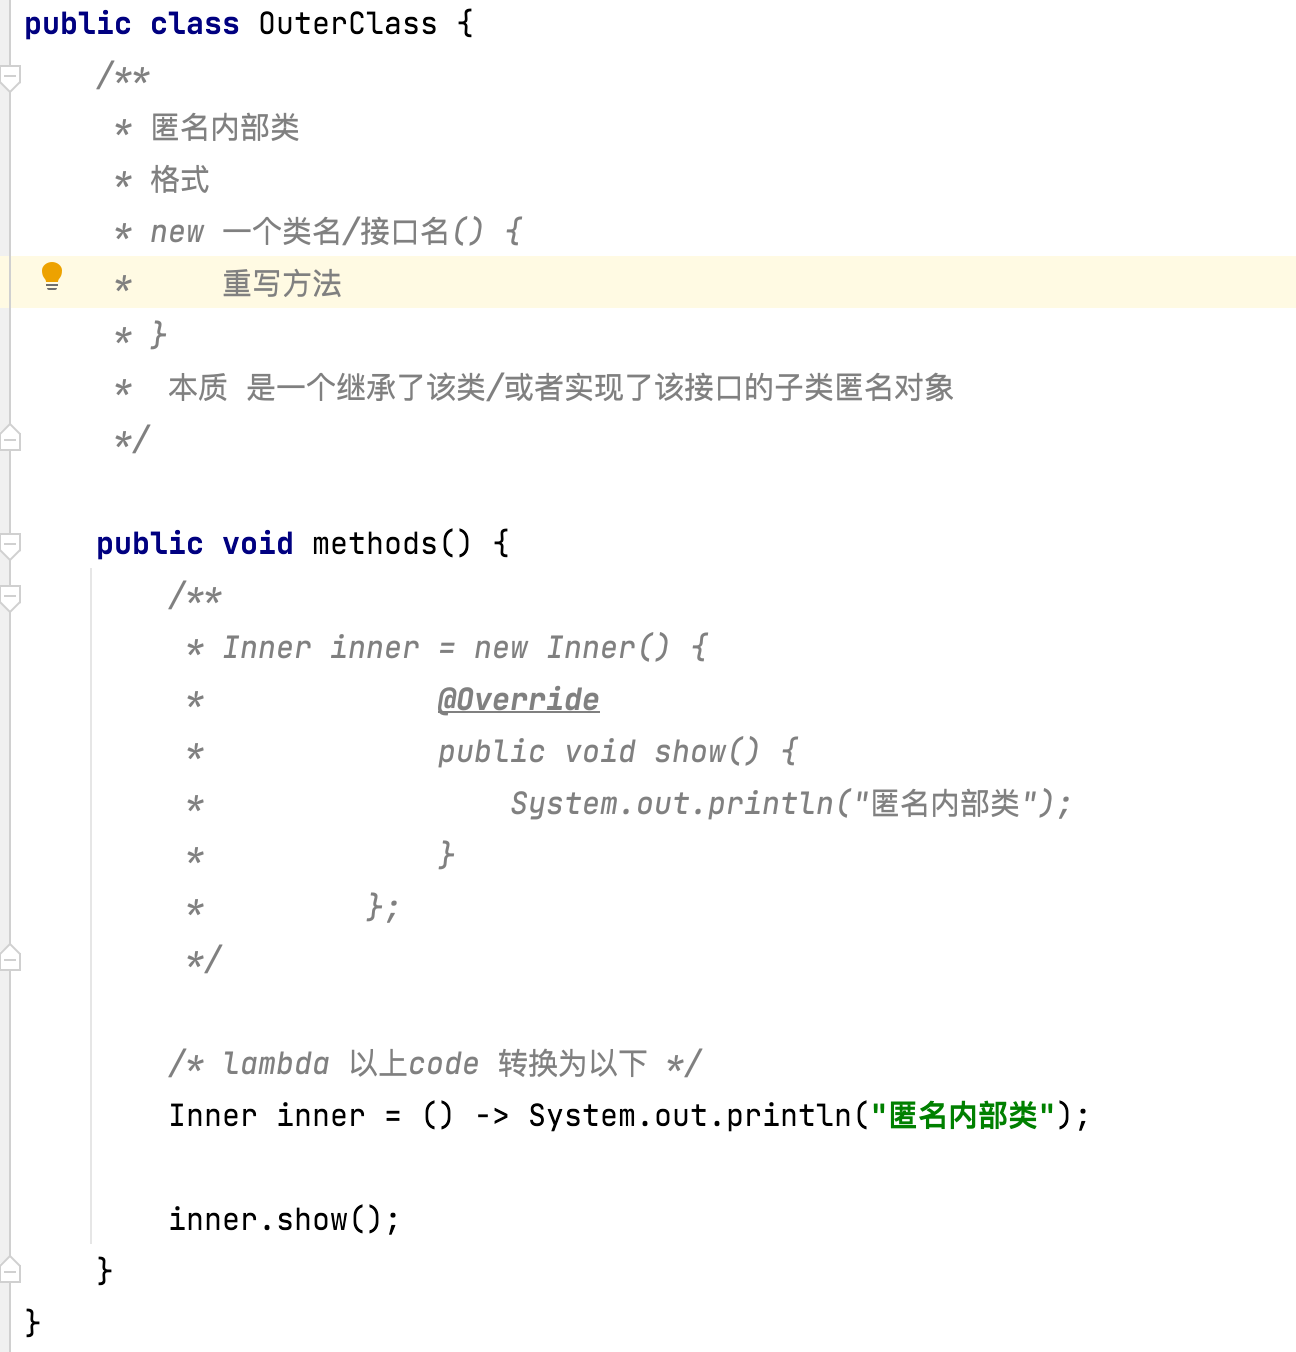 public class OuterClass {
    /**
     * 匿名内部类
     * 格式
     * new 一个类名/接口名() {
     *     重写方法
     * }
     *  本质 是一个继承了该类/或者实现了该接口的子类匿名对象
     */
    public void methods() {
        /**
         * Inner inner = new Inner() {
         *             @Override
         *             public void show() {
         *                 System.out.println("匿名内部类");
         *             }
         *         };
         */
        /* lambda 以上code 转换为以下 */
        Inner inner = () -> System.out.println("匿名内部类");
        inner.show();
    }
}